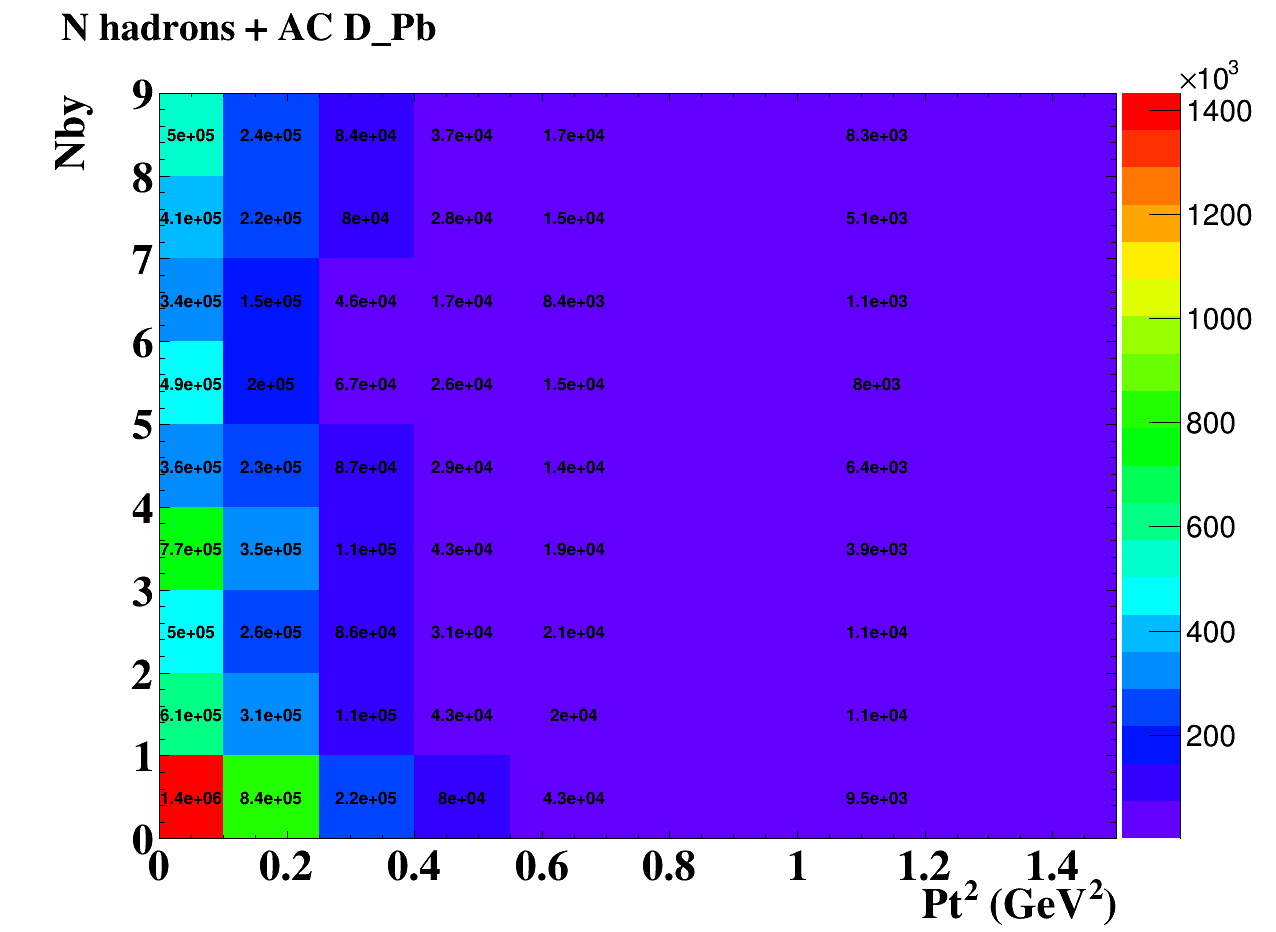 N hadrons + AC D_Pb
×10³
Nby
9 5e+05 2.4e+05 8.4e+04 3.7e+04 1.7e+04 8.3e+03 1400
8 4.1e+05 2.2e+05 8e+04 2.8e+04 1.5e+04 5.1e+03 1200
7 3.4e+05 1.5e+05 4.6e+04 1.7e+04 8.4e+03 1.1e+03 1000
6 4.9e+05 2e+05 6.7e+04 2.6e+04 1.5e+04 8e+03
5 3.6e+05 2.3e+05 8.7e+04 2.9e+04 1.4e+04 6.4e+03 800
4 7.7e+05 3.5e+05 1.1e+05 4.3e+04 1.9e+04 3.9e+03 600
3 5e+05 2.6e+05 8.6e+04 3.1e+04 2.1e+04 1.1e+04 400
2 6.1e+05 3.1e+05 1.1e+05 4.3e+04 2e+04 1.1e+04 200
1 1.4e+06 8.4e+05 2.2e+05 8e+04 4.3e+04 9.5e+03
0
0 0.2 0.4 0.6 0.8 1 1.2 1.4
Pt² (GeV²)